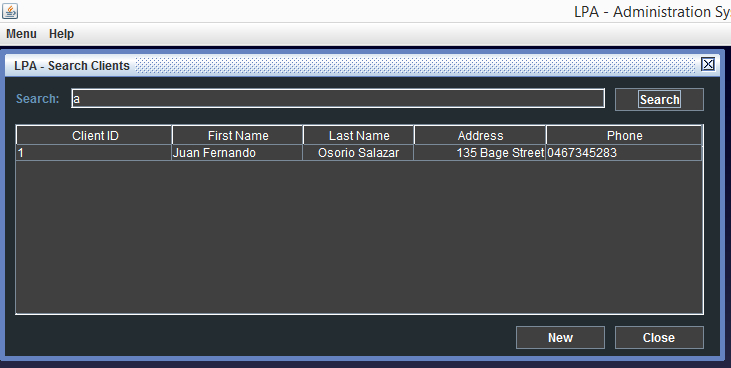 LPA - Administration Sy
Menu Help
LPA - Search Clients
Search: a Search
Client ID First Name Last Name Address Phone
1 Juan Fernando Osorio Salazar 135 Bage Street 0467345283
New Close